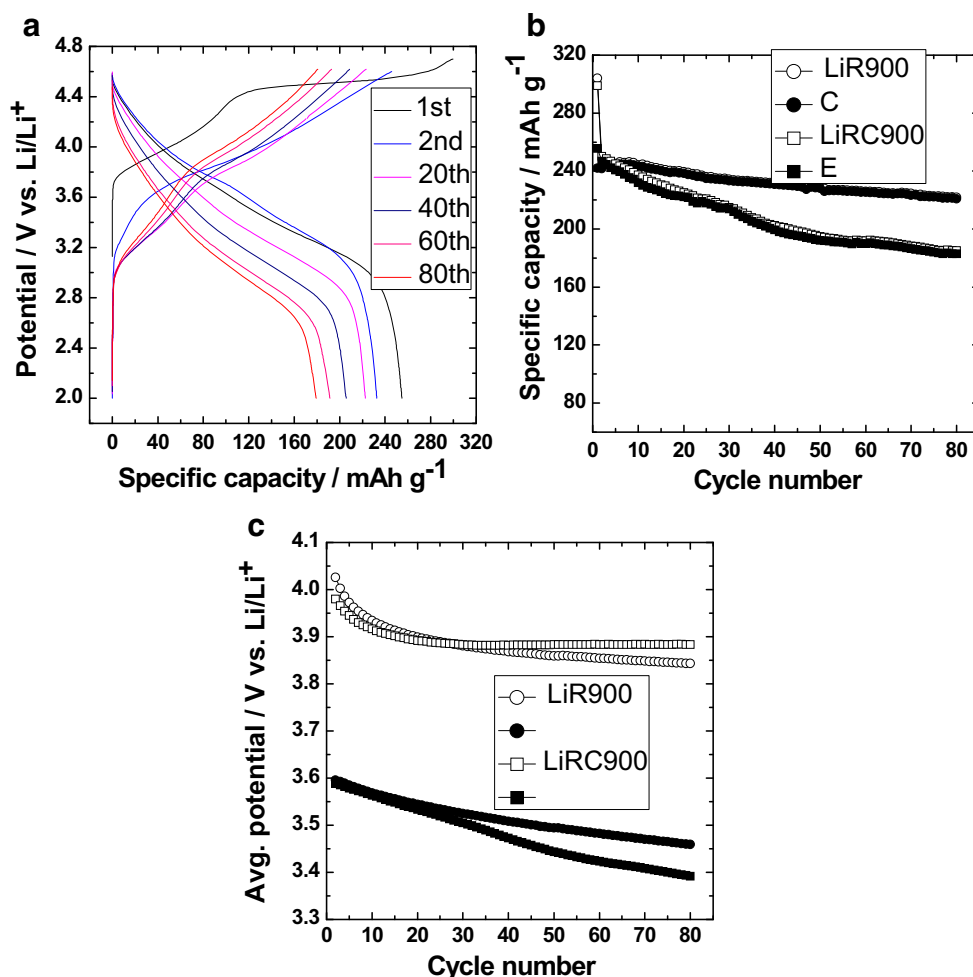 a
Potential / V vs. Li/Li+
4.8
4.4
4.0
3.6
3.2
2.8
2.4
2.0
1st
2nd
20th
40th
60th
80th
0 40 80 120 160 200 240 280 320
Specific capacity / mAh g-1
b
Specific capacity / mAh g-1
320
280
240
200
160
120
80
LiR900
C
LiRC900
E
0 10 20 30 40 50 60 70 80
Cycle number
c
Avg. potential / V vs. Li/Li+
4.1
4.0
3.9
3.8
3.7
3.6
3.5
3.4
3.3
LiR900
LiRC900
0 10 20 30 40 50 60 70 80
Cycle number